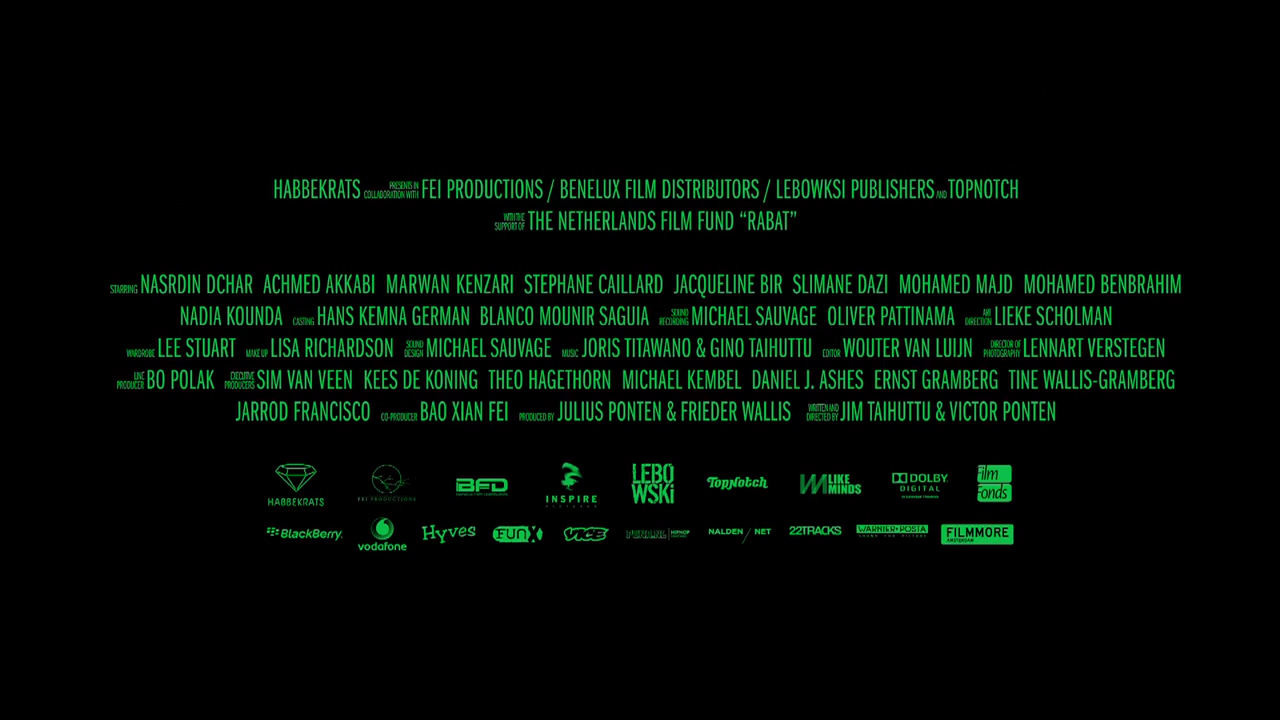 HABBEKRATS PRESENTS IN COLLABORATION WITH FEI PRODUCTIONS / BENELUX FILM DISTRIBUTORS / LEBOWKSI PUBLISHERS AND TOPNOTCH
WITH THE SUPPORT OF THE NETHERLANDS FILM FUND “RABAT”
STARRING NASRDIN DCHAR ACHMED AKKABI MARWAN KENZARI STEPHANE CAILLARD JACQUELINE BIR SLIMANE DAZI MOHAMED MAJD MOHAMED BENBRAHIM
NADIA KOUNDA CASTING HANS KEMNA GERMAN BLANCO MOUNIR SAGUIA SOUND RECORDING MICHAEL SAUVAGE OLIVER PATTINAMA ART DIRECTION LIEKE SCHOLMAN
WARDROBE LEE STUART MAKE UP LISA RICHARDSON SOUND DESIGN MICHAEL SAUVAGE MUSIC JORIS TITAWANO & GINO TAIHUTTU EDITOR WOUTER VAN LUIJN DIRECTOR OF PHOTOGRAPHY LENNART VERSTEGEN
LINE PRODUCER BO POLAK EXECUTIVE PRODUCERS SIM VAN VEEN KEES DE KONING THEO HAGETHORN MICHAEL KEMBEL DANIEL J. ASHES ERNST GRAMBERG TINE WALLIS-GRAMBERG
JARROD FRANCISCO CO-PRODUCER BAO XIAN FEI PRODUCED BY JULIUS PONTEN & FRIEDER WALLIS WRITTEN AND DIRECTED BY JIM TAIHUTTU & VICTOR PONTEN
HABBEKRATS FEI PRODUCTIONS BFD INSPIRE PICTURES LEBOWSKI TopNotch LIKE MINDS DOLBY DIGITAL film fonds
BlackBerry. vodafone Hyves FUNX VICE HIPHOP NALDEN / NET 22TRACKS WARNIER POSTA FILMMORE AMSTERDAM